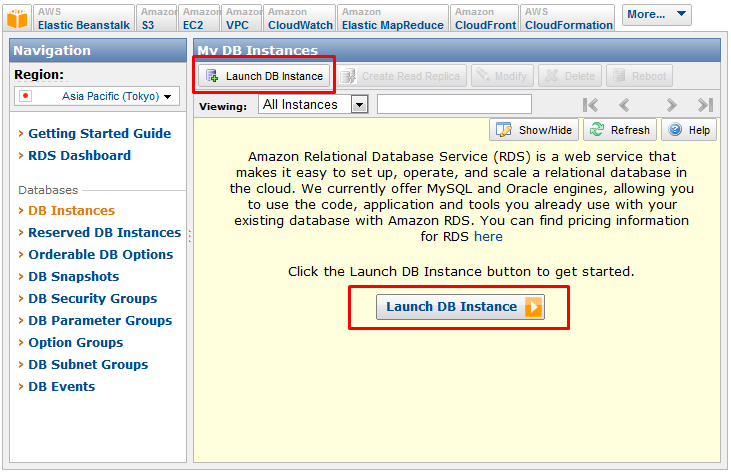 AWS
Elastic Beanstalk
Amazon
S3
Amazon
EC2
Amazon
VPC
Amazon
CloudWatch
Amazon
Elastic MapReduce
Amazon
CloudFront
AWS
CloudFormation
More...
Navigation
Region:
Asia Pacific (Tokyo)
Getting Started Guide
RDS Dashboard
Databases
DB Instances
Reserved DB Instances
Orderable DB Options
DB Snapshots
DB Security Groups
DB Parameter Groups
Option Groups
DB Subnet Groups
DB Events
My DB Instances
Launch DB Instance
Create Read Replica
Modify
Delete
Reboot
Viewing:
All Instances
Show/Hide
Refresh
Help
Amazon Relational Database Service (RDS) is a web service that
makes it easy to set up, operate, and scale a relational database in
the cloud. We currently offer MySQL and Oracle engines, allowing you
to use the code, application and tools you already use with your
existing database with Amazon RDS. You can find pricing information
for RDS here
Click the Launch DB Instance button to get started.
Launch DB Instance